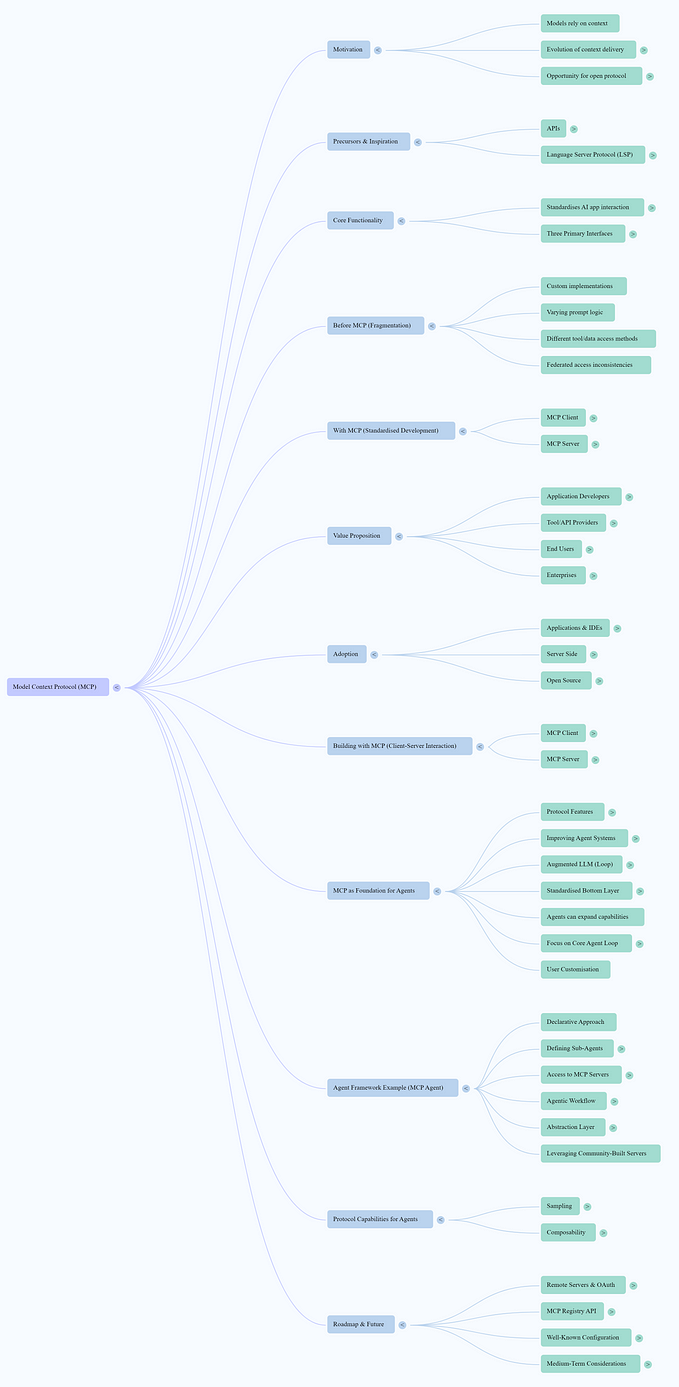 Model Context Protocol (MCP)
Motivation
Models rely on context
Evolution of context delivery
Opportunity for open protocol
Precursors & Inspiration
APIs
Language Server Protocol (LSP)
Core Functionality
Standardises AI app interaction
Three Primary Interfaces
Before MCP (Fragmentation)
Custom implementations
Varying prompt logic
Different tool/data access methods
Federated access inconsistencies
With MCP (Standardised Development)
MCP Client
MCP Server
Value Proposition
Application Developers
Tool/API Providers
End Users
Enterprises
Adoption
Applications & IDEs
Server Side
Open Source
Building with MCP (Client-Server Interaction)
MCP Client
MCP Server
MCP as Foundation for Agents
Protocol Features
Improving Agent Systems
Augmented LLM (Loop)
Standardised Bottom Layer
Agents can expand capabilities
Focus on Core Agent Loop
User Customisation
Agent Framework Example (MCP Agent)
Declarative Approach
Defining Sub-Agents
Access to MCP Servers
Agentic Workflow
Abstraction Layer
Leveraging Community-Built Servers
Protocol Capabilities for Agents
Sampling
Composability
Roadmap & Future
Remote Servers & OAuth
MCP Registry API
Well-Known Configuration
Medium-Term Considerations